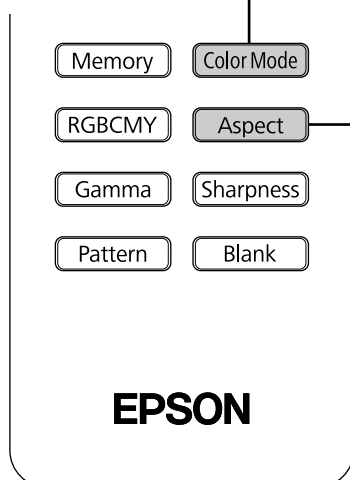 Memory Color Mode
RGBCMY Aspect
Gamma Sharpness
Pattern Blank
EPSON